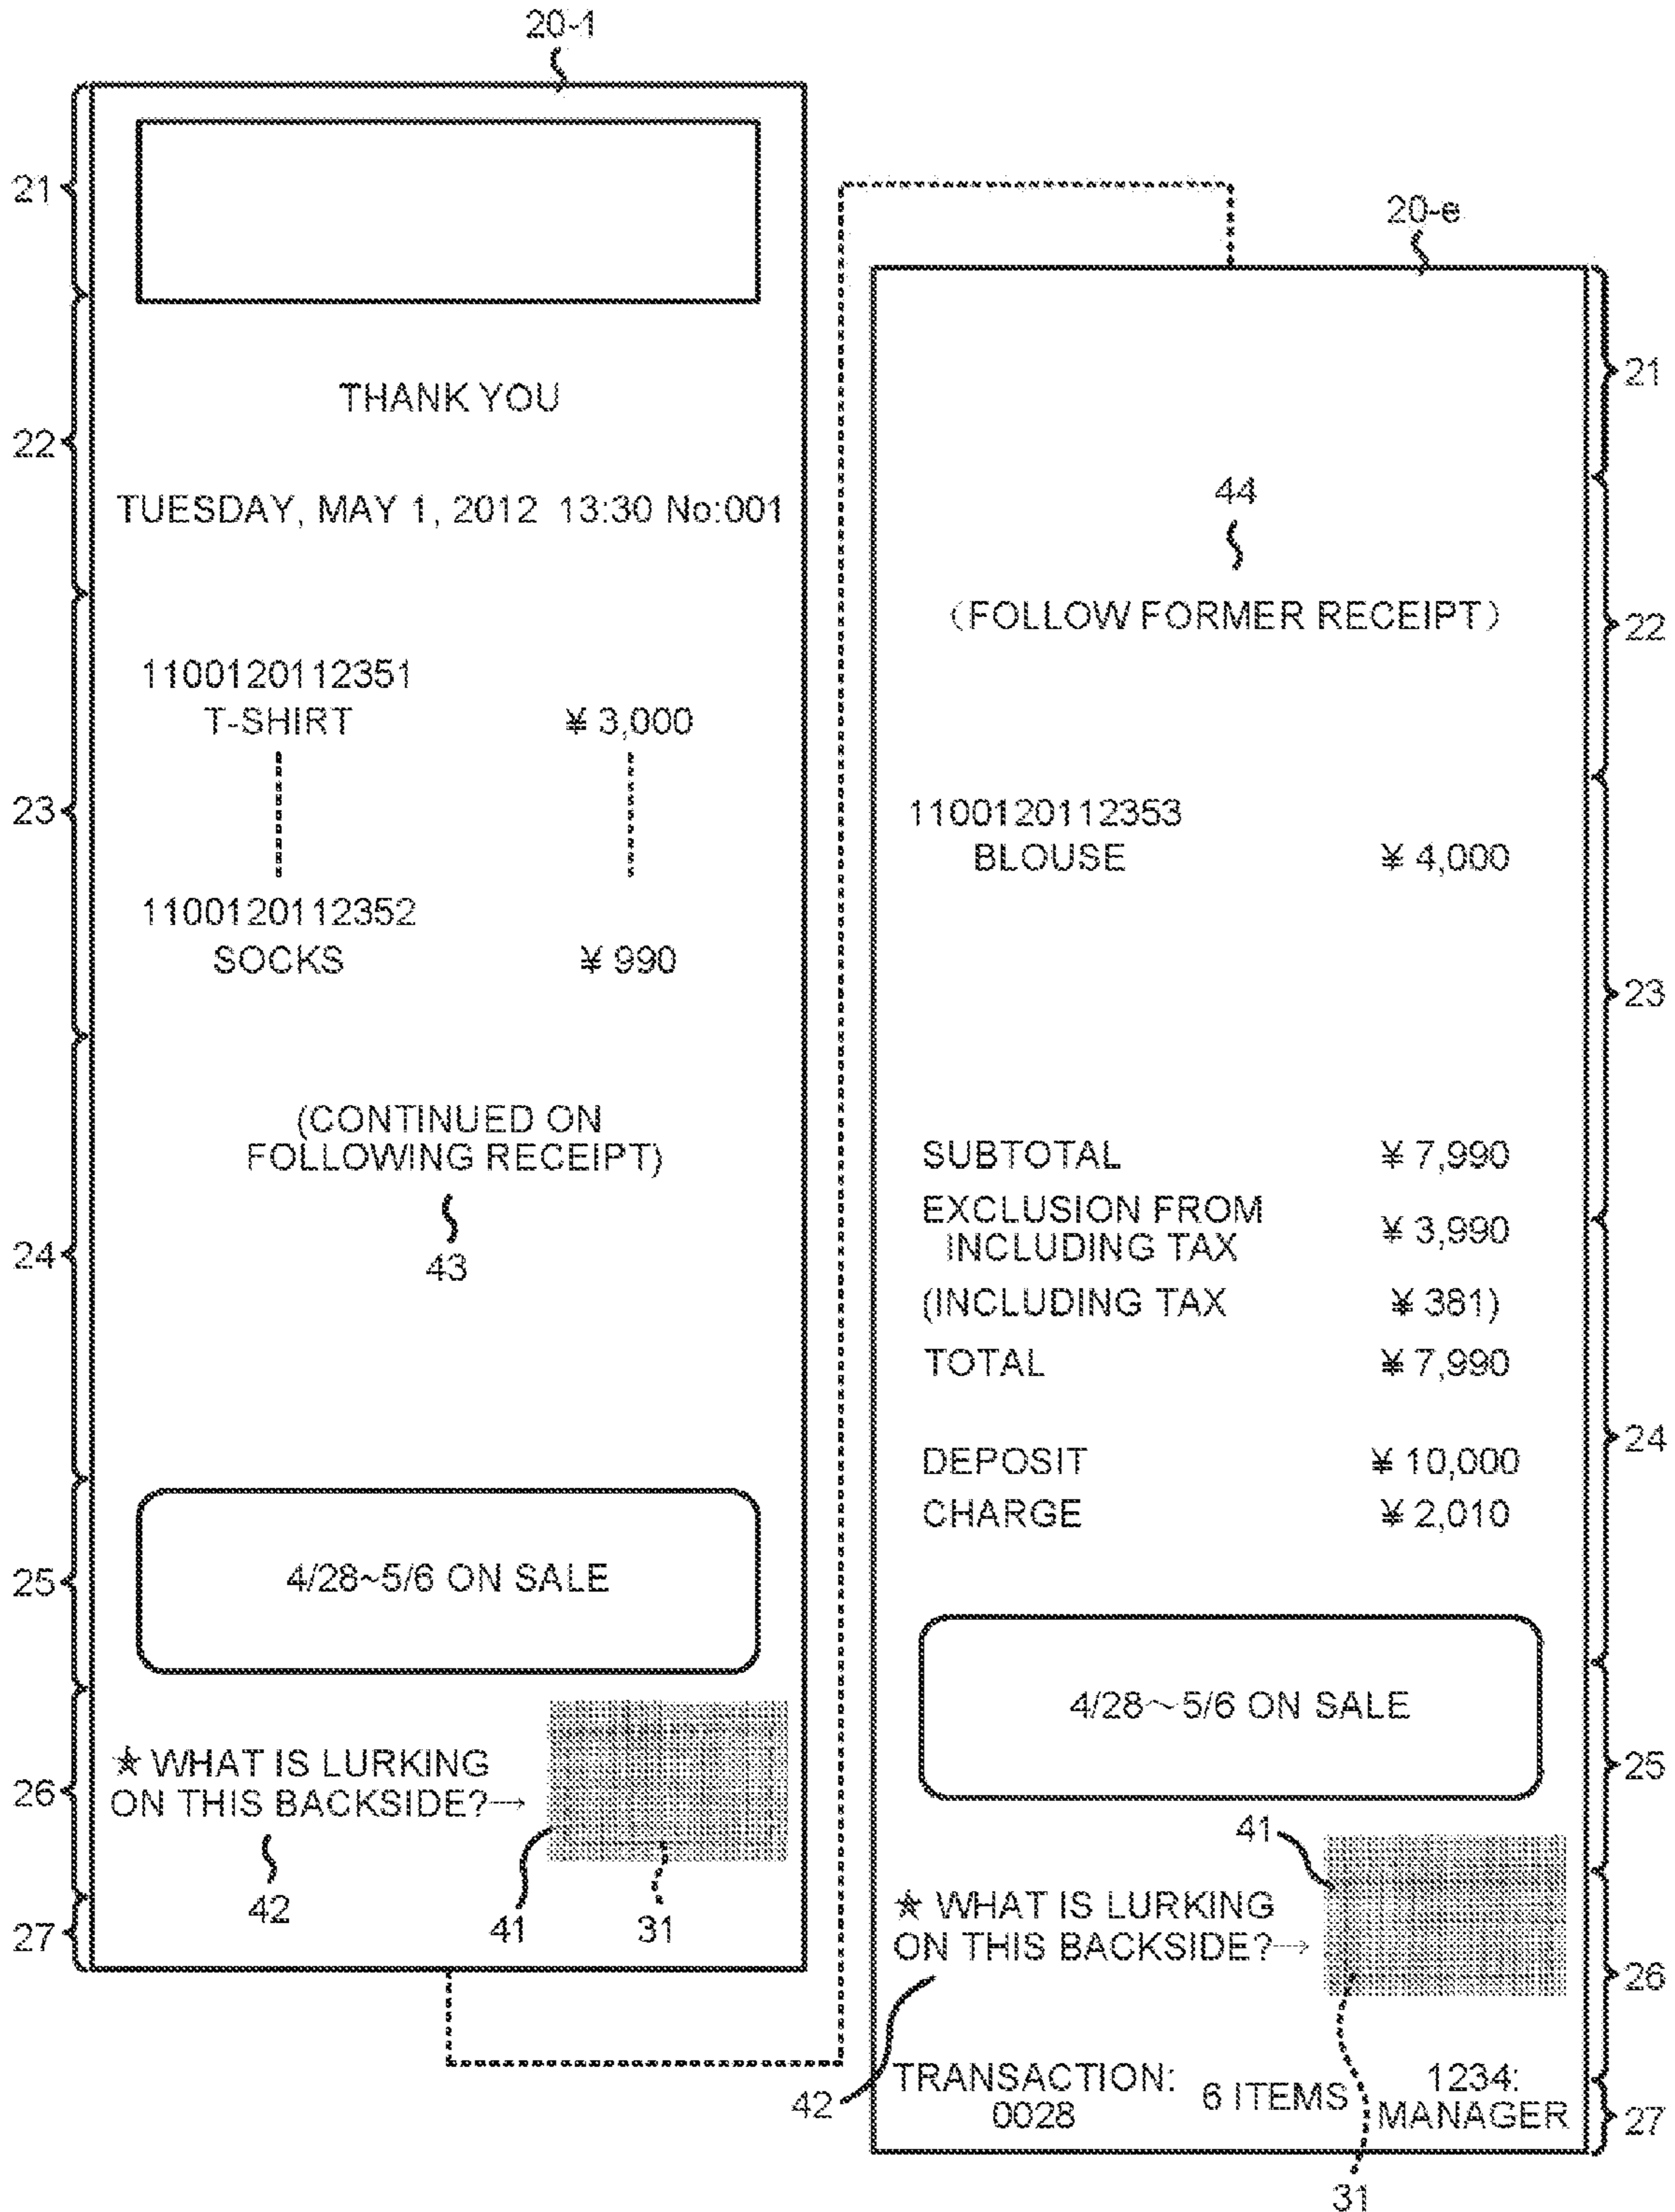 20-1
21
22
23
24
25
26
27
THANK YOU
TUESDAY, MAY 1, 2012 13:30 No:001
1100120112351
T-SHIRT ¥ 3,000
1100120112352
SOCKS ¥ 990
(CONTINUED ON
FOLLOWING RECEIPT)
43
4/28~5/6 ON SALE
★ WHAT IS LURKING
ON THIS BACKSIDE?→
42
41
31
20-e
21
22
23
24
25
26
27
44
(FOLLOW FORMER RECEIPT)
1100120112353
BLOUSE ¥ 4,000
SUBTOTAL ¥ 7,990
EXCLUSION FROM
INCLUDING TAX ¥ 3,990
(INCLUDING TAX ¥ 381)
TOTAL ¥ 7,990
DEPOSIT ¥ 10,000
CHARGE ¥ 2,010
4/28~5/6 ON SALE
41
★ WHAT IS LURKING
ON THIS BACKSIDE?→
42
TRANSACTION:
0028
6 ITEMS
1234:
MANAGER
31